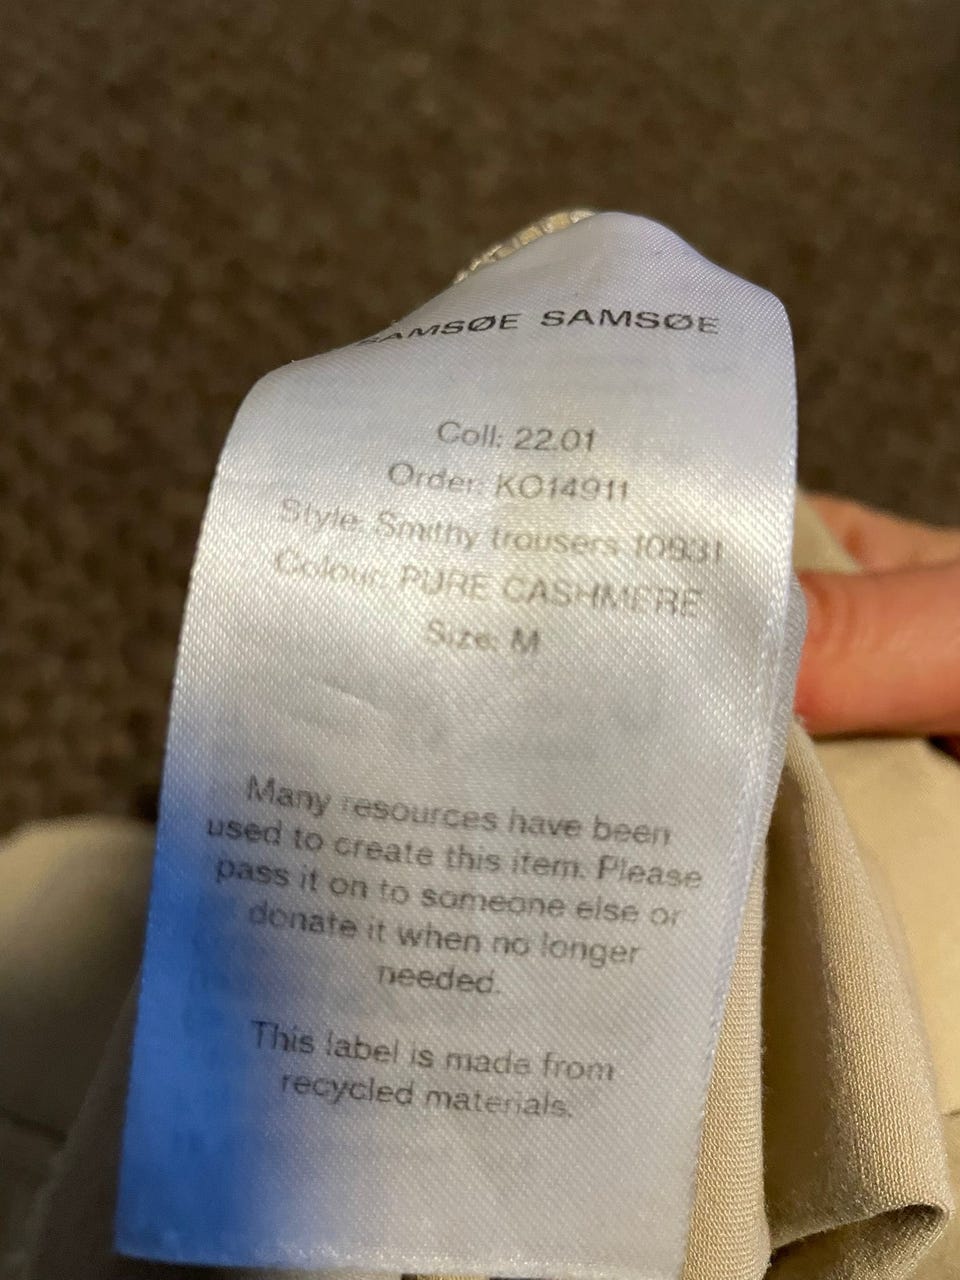 SAMSØE SAMSØE
Coll: 22.01
Order: KO14911
Style: Smithy trousers 10931
Colour: PURE CASHMERE
Size: M
Many resources have been
used to create this item. Please
pass it on to someone else or
donate it when no longer
needed.
This label is made from
recycled materials.